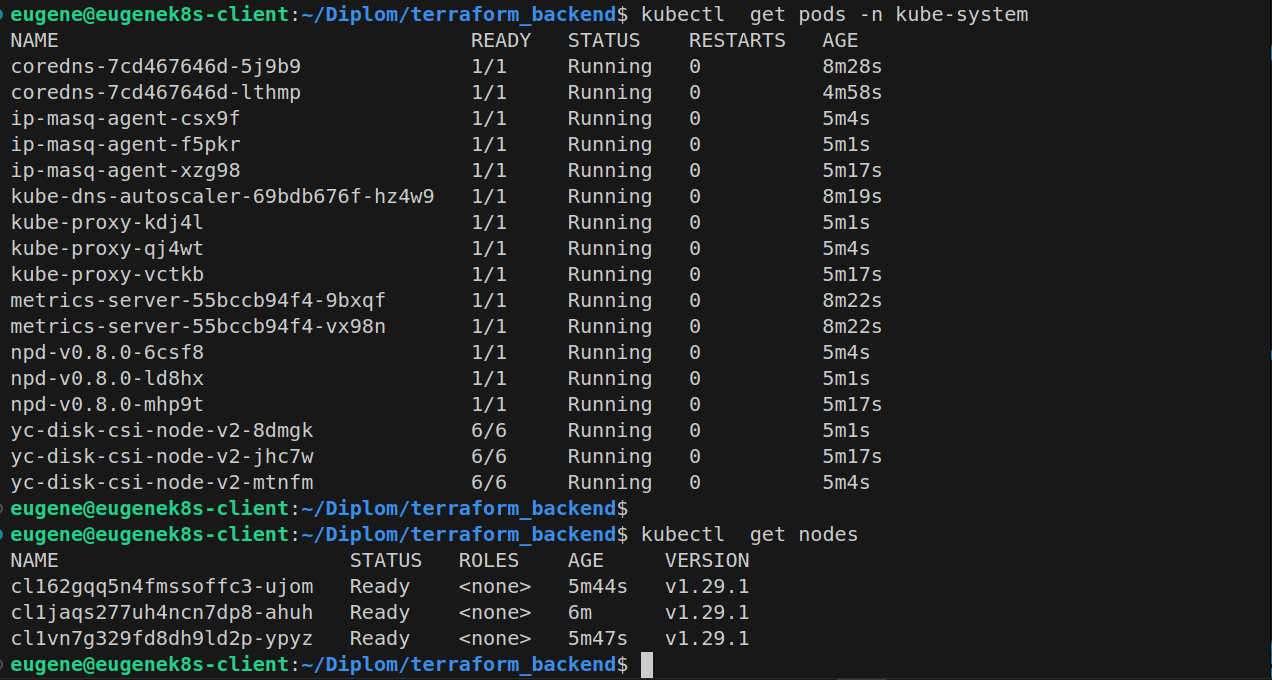 eugene@eugenek8s-client:~/Diplom/terraform_backend$ kubectl  get pods -n kube-system
NAME                                  READY   STATUS    RESTARTS   AGE
coredns-7cd467646d-5j9b9              1/1     Running   0          8m28s
coredns-7cd467646d-lthmp              1/1     Running   0          4m58s
ip-masq-agent-csx9f                   1/1     Running   0          5m4s
ip-masq-agent-f5pkr                   1/1     Running   0          5m1s
ip-masq-agent-xzg98                   1/1     Running   0          5m17s
kube-dns-autoscaler-69bdb676f-hz4w9   1/1     Running   0          8m19s
kube-proxy-kdj4l                      1/1     Running   0          5m1s
kube-proxy-qj4wt                      1/1     Running   0          5m4s
kube-proxy-vctkb                      1/1     Running   0          5m17s
metrics-server-55bccb94f4-9bxqf       1/1     Running   0          8m22s
metrics-server-55bccb94f4-vx98n       1/1     Running   0          8m22s
npd-v0.8.0-6csf8                      1/1     Running   0          5m4s
npd-v0.8.0-ld8hx                      1/1     Running   0          5m1s
npd-v0.8.0-mhp9t                      1/1     Running   0          5m17s
yc-disk-csi-node-v2-8dmgk             6/6     Running   0          5m1s
yc-disk-csi-node-v2-jhc7w             6/6     Running   0          5m17s
yc-disk-csi-node-v2-mtnfm             6/6     Running   0          5m4s
eugene@eugenek8s-client:~/Diplom/terraform_backend$
eugene@eugenek8s-client:~/Diplom/terraform_backend$ kubectl  get nodes
NAME                        STATUS   ROLES    AGE     VERSION
cl162gqq5n4fmssoffc3-ujom   Ready    <none>   5m44s   v1.29.1
cl1jaqs277uh4ncn7dp8-ahuh   Ready    <none>   6m      v1.29.1
cl1vn7g329fd8dh9ld2p-ypyz   Ready    <none>   5m47s   v1.29.1
eugene@eugenek8s-client:~/Diplom/terraform_backend$